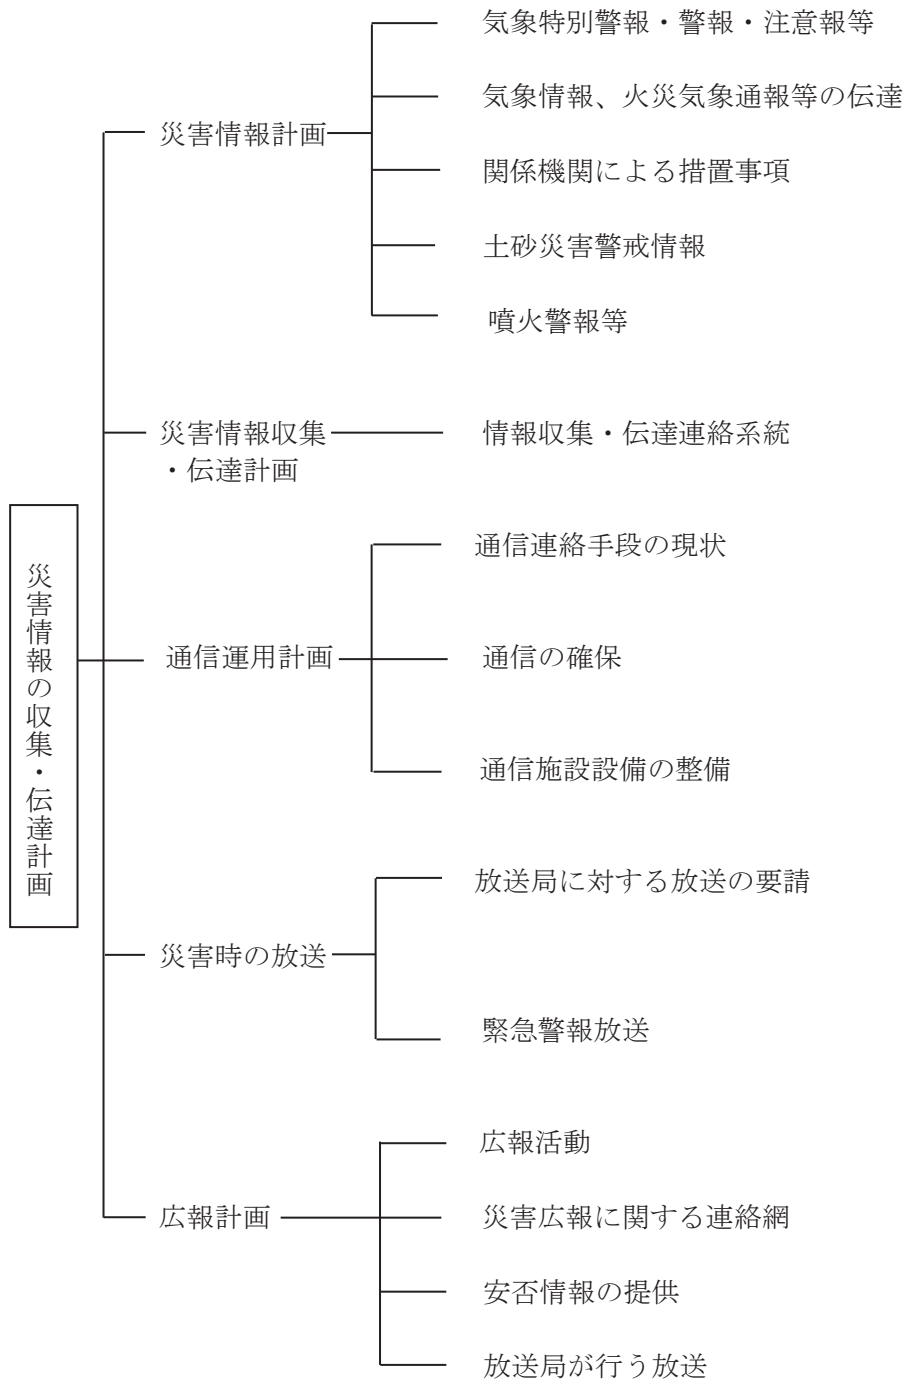 災害情報の収集・伝達計画
災害情報計画
気象特別警報・警報・注意報等
気象情報、火災気象通報等の伝達
関係機関による措置事項
土砂災害警戒情報
噴火警報等
災害情報収集
・伝達計画
情報収集・伝達連絡系統
通信運用計画
通信連絡手段の現状
通信の確保
通信施設設備の整備
災害時の放送
放送局に対する放送の要請
緊急警報放送
広報計画
広報活動
災害広報に関する連絡網
安否情報の提供
放送局が行う放送